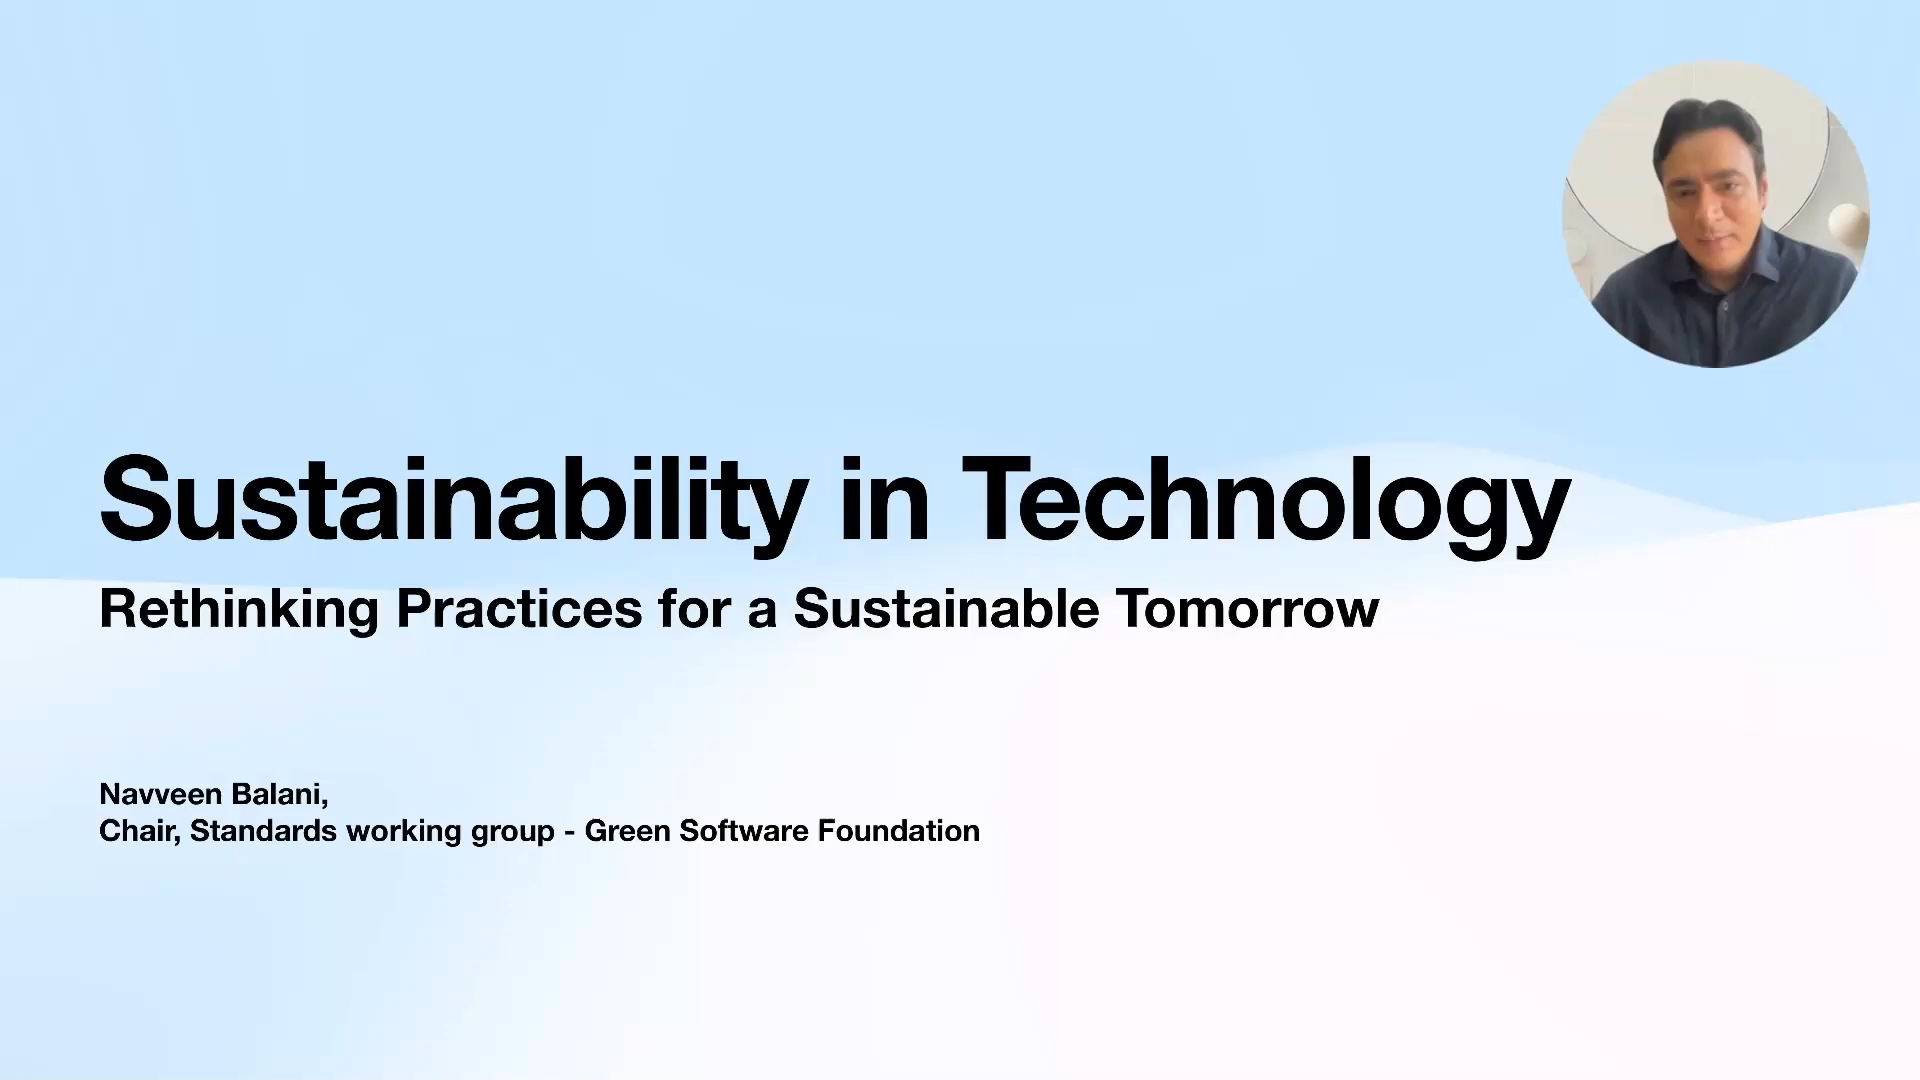 Sustainability in Technology
Rethinking Practices for a Sustainable Tomorrow
Navveen Balani,
Chair, Standards working group - Green Software Foundation